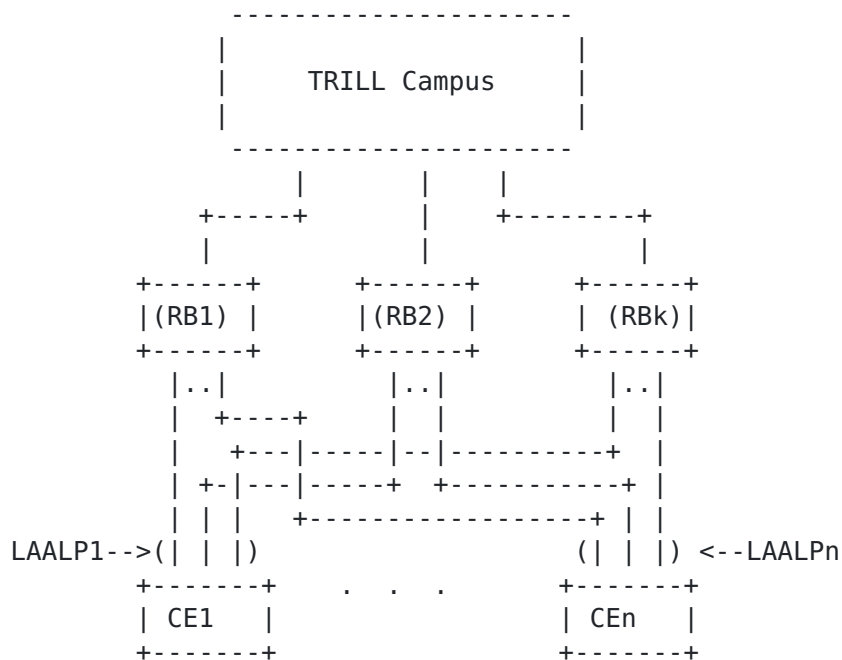 TRILL Campus
(RB1) (RB2) (RBk)
LAALP1-->(| | |) (| | |) <--LAALPn
. . .
CE1 CEn